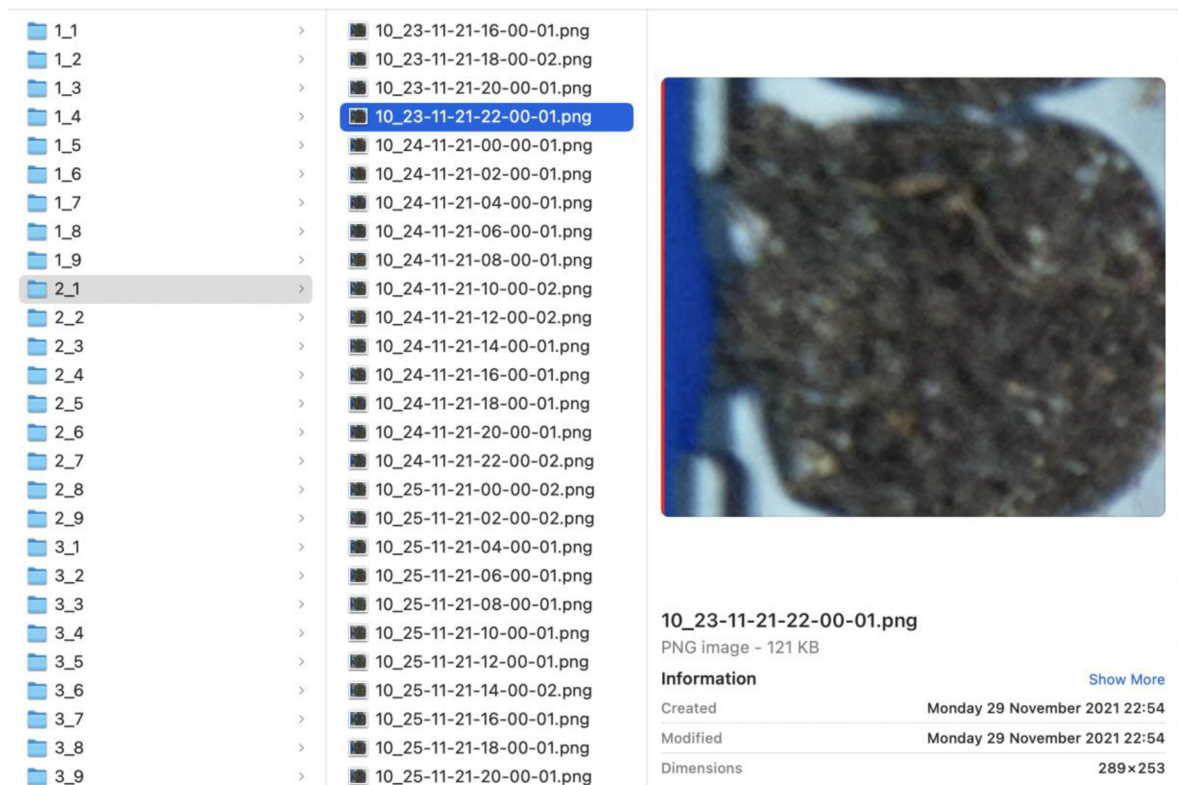 1_1
1_2
1_3
1_4
1_5
1_6
1_7
1_8
1_9
2_1
2_2
2_3
2_4
2_5
2_6
2_7
2_8
2_9
3_1
3_2
3_3
3_4
3_5
3_6
3_7
3_8
3_9
10_23-11-21-16-00-01.png
10_23-11-21-18-00-02.png
10_23-11-21-20-00-01.png
10_23-11-21-22-00-01.png
10_24-11-21-00-00-01.png
10_24-11-21-02-00-01.png
10_24-11-21-04-00-01.png
10_24-11-21-06-00-01.png
10_24-11-21-08-00-01.png
10_24-11-21-10-00-02.png
10_24-11-21-12-00-02.png
10_24-11-21-14-00-01.png
10_24-11-21-16-00-01.png
10_24-11-21-18-00-01.png
10_24-11-21-20-00-01.png
10_24-11-21-22-00-02.png
10_25-11-21-00-00-02.png
10_25-11-21-02-00-02.png
10_25-11-21-04-00-01.png
10_25-11-21-06-00-01.png
10_25-11-21-08-00-01.png
10_25-11-21-10-00-01.png
10_25-11-21-12-00-01.png
10_25-11-21-14-00-02.png
10_25-11-21-16-00-01.png
10_25-11-21-18-00-01.png
10_25-11-21-20-00-01.png
10_23-11-21-22-00-01.png
PNG image - 121 KB
Information Show More
Created Monday 29 November 2021 22:54
Modified Monday 29 November 2021 22:54
Dimensions 289×253